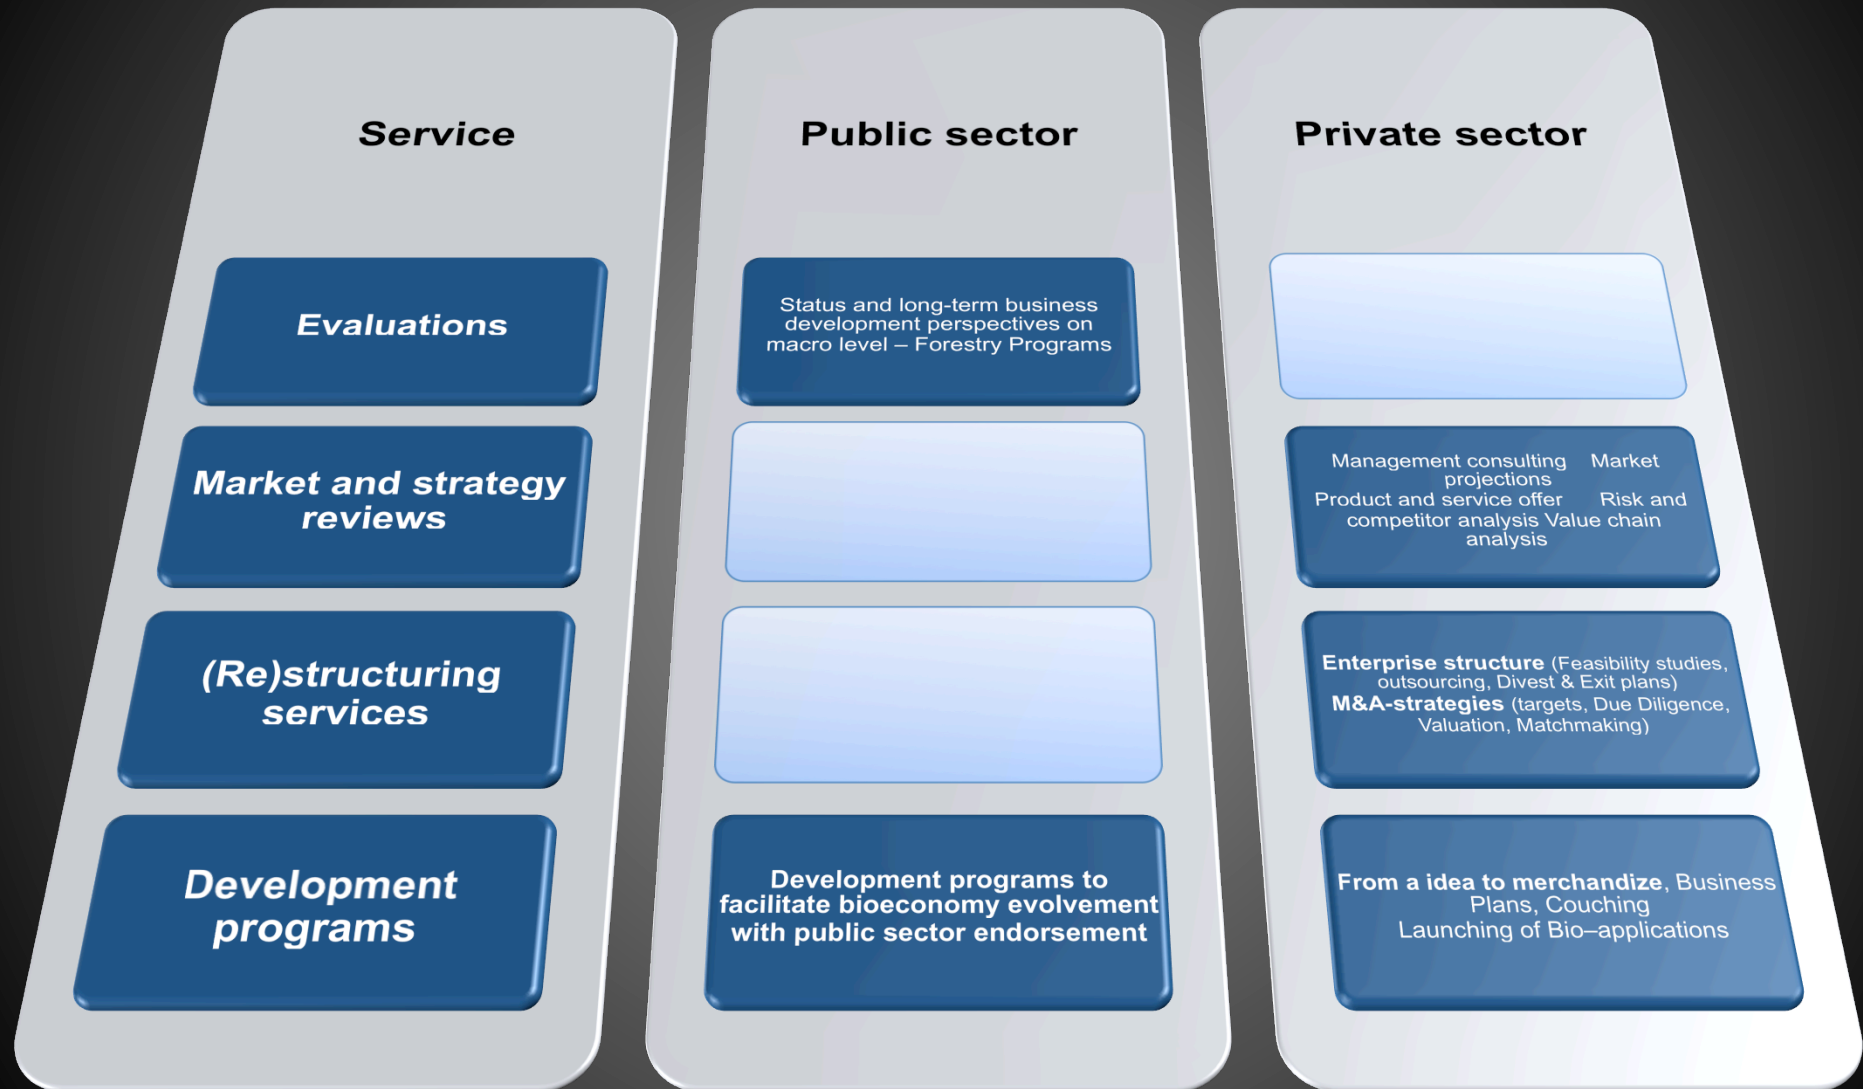 Service
Public sector
Private sector
Evaluations
Status and long-term business
development perspectives on
macro level – Forestry Programs
Market and strategy
reviews
Management consulting Market
projections
Product and service offer Risk and
competitor analysis Value chain
analysis
(Re)structuring
services
Enterprise structure (Feasibility studies,
outsourcing, Divest & Exit plans)
M&A-strategies (targets, Due Diligence,
Valuation, Matchmaking)
Development
programs
Development programs to
facilitate bioeconomy evolvement
with public sector endorsement
From a idea to merchandize, Business
Plans, Couching
Launching of Bio–applications